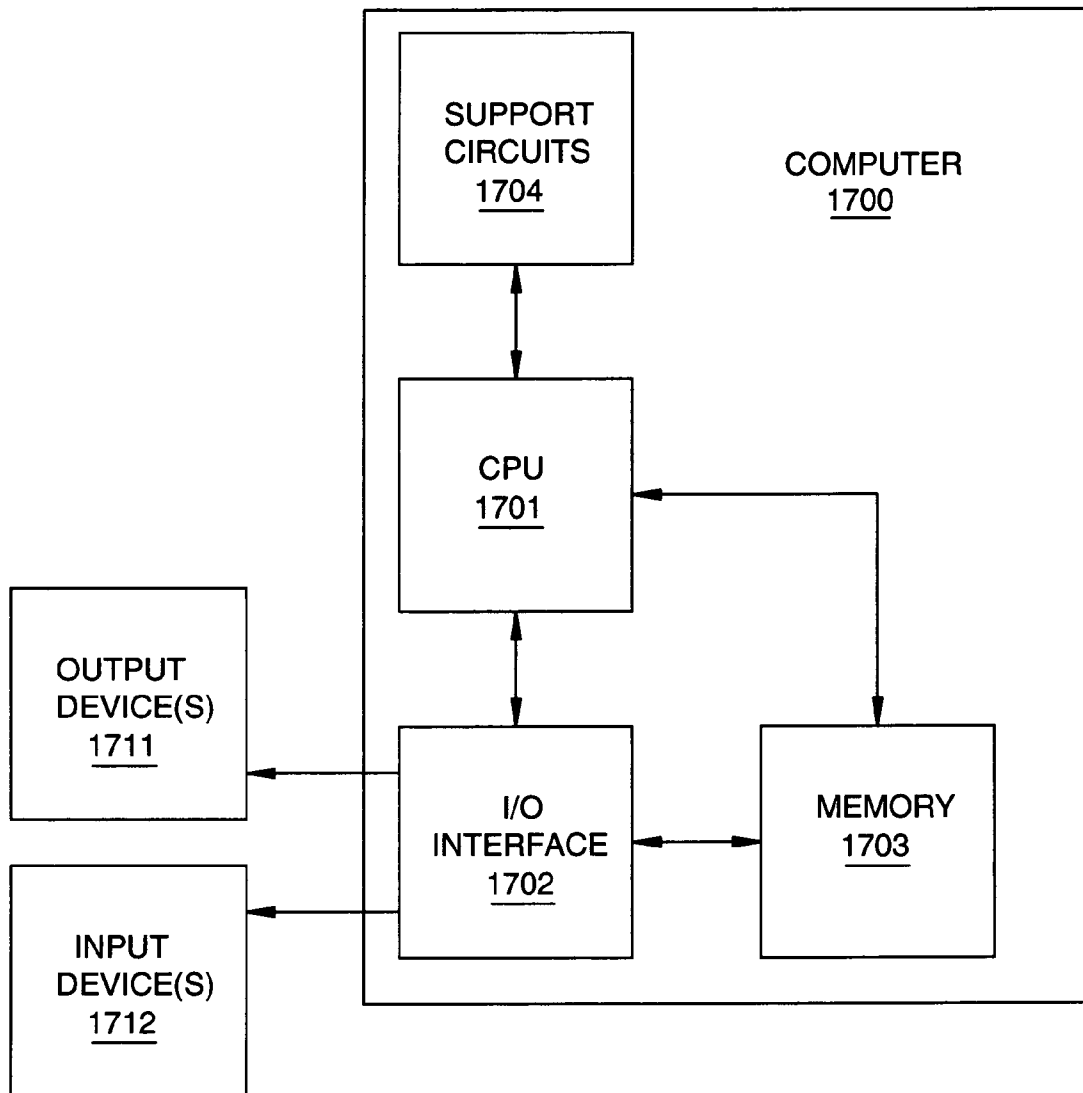 SUPPORT
CIRCUITS
1704
COMPUTER
1700
CPU
1701
OUTPUT
DEVICE(S)
1711
I/O
INTERFACE
1702
MEMORY
1703
INPUT
DEVICE(S)
1712